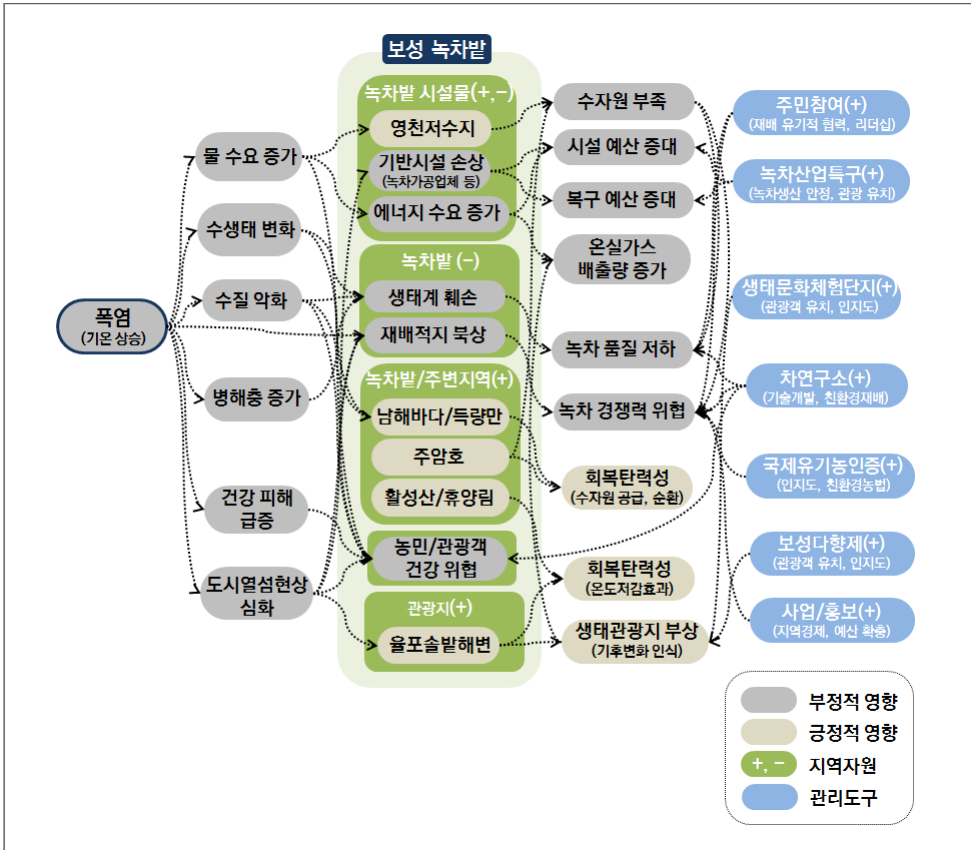 보성 녹차밭
폭염
(기온 상승)
물 수요 증가
수생태 변화
수질 악화
병해충 증가
건강 피해
급증
도시열섬현상
심화
녹차밭 시설물(+,-)
영천저수지
기반시설 손상
(녹차가공업체 등)
에너지 수요 증가
녹차밭 (-)
생태계 훼손
재배적지 북상
녹차밭/주변지역(+)
남해바다/득량만
주암호
활성산/휴양림
농민/관광객
건강 위협
관광지(+)
율포솔밭해변
수자원 부족
시설 예산 증대
복구 예산 증대
온실가스
배출량 증가
녹차 품질 저하
녹차 경쟁력 위협
회복탄력성
(수자원 공급, 순환)
회복탄력성
(온도저감효과)
생태관광지 부상
(기후변화 인식)
주민참여(+)
(재배 유기적 협력, 리더십)
녹차산업특구(+)
(녹차생산 안정, 관광 유치)
생태문화체험단지(+)
(관광객 유치, 인지도)
차연구소(+)
(기술개발, 친환경재배)
국제유기농인증(+)
(인지도, 친환경농법)
보성다향제(+)
(관광객 유치, 인지도)
사업/홍보(+)
(지역경제, 예산 확충)
부정적 영향
긍정적 영향
+, - 지역자원
관리도구